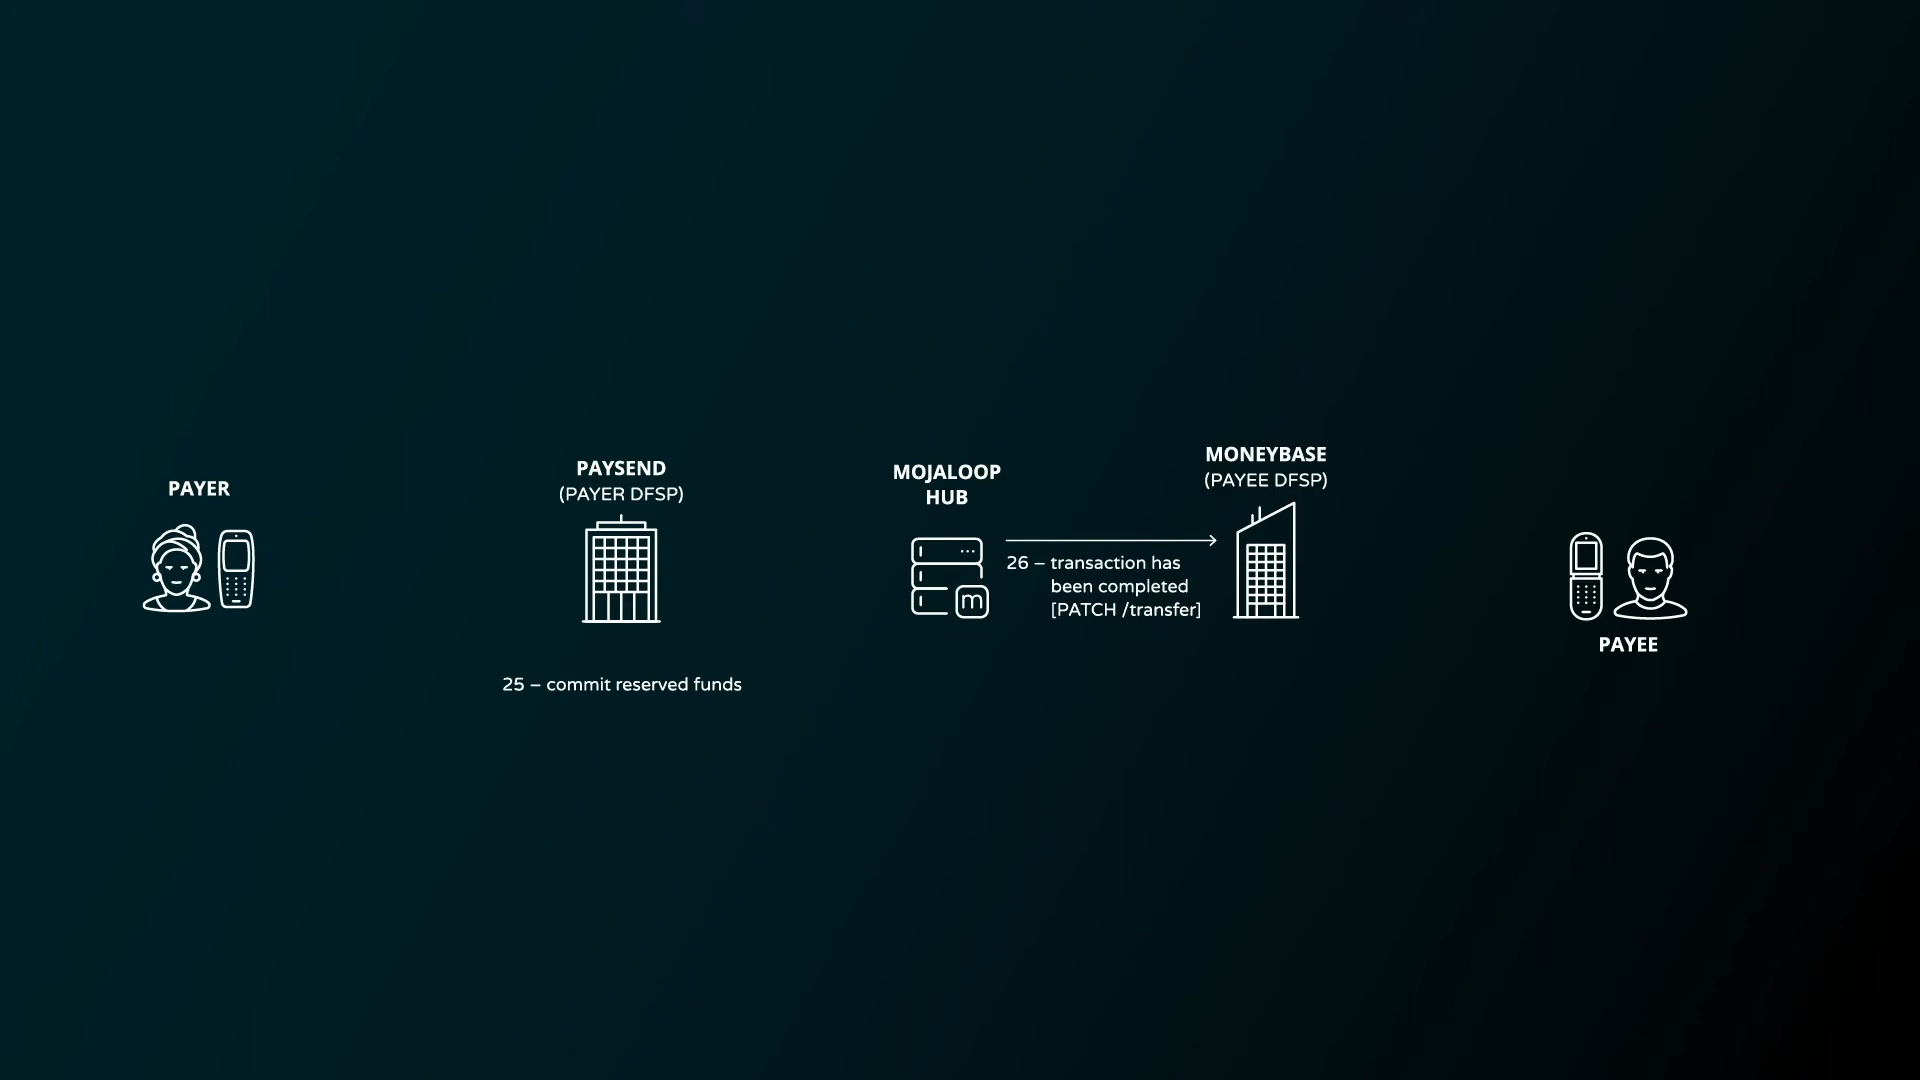 PAYER
PAYSEND
(PAYER DFSP)
25 – commit reserved funds
MOJALOOP
HUB
m
26 – transaction has
been completed
[PATCH /transfer]
MONEYBASE
(PAYEE DFSP)
PAYEE